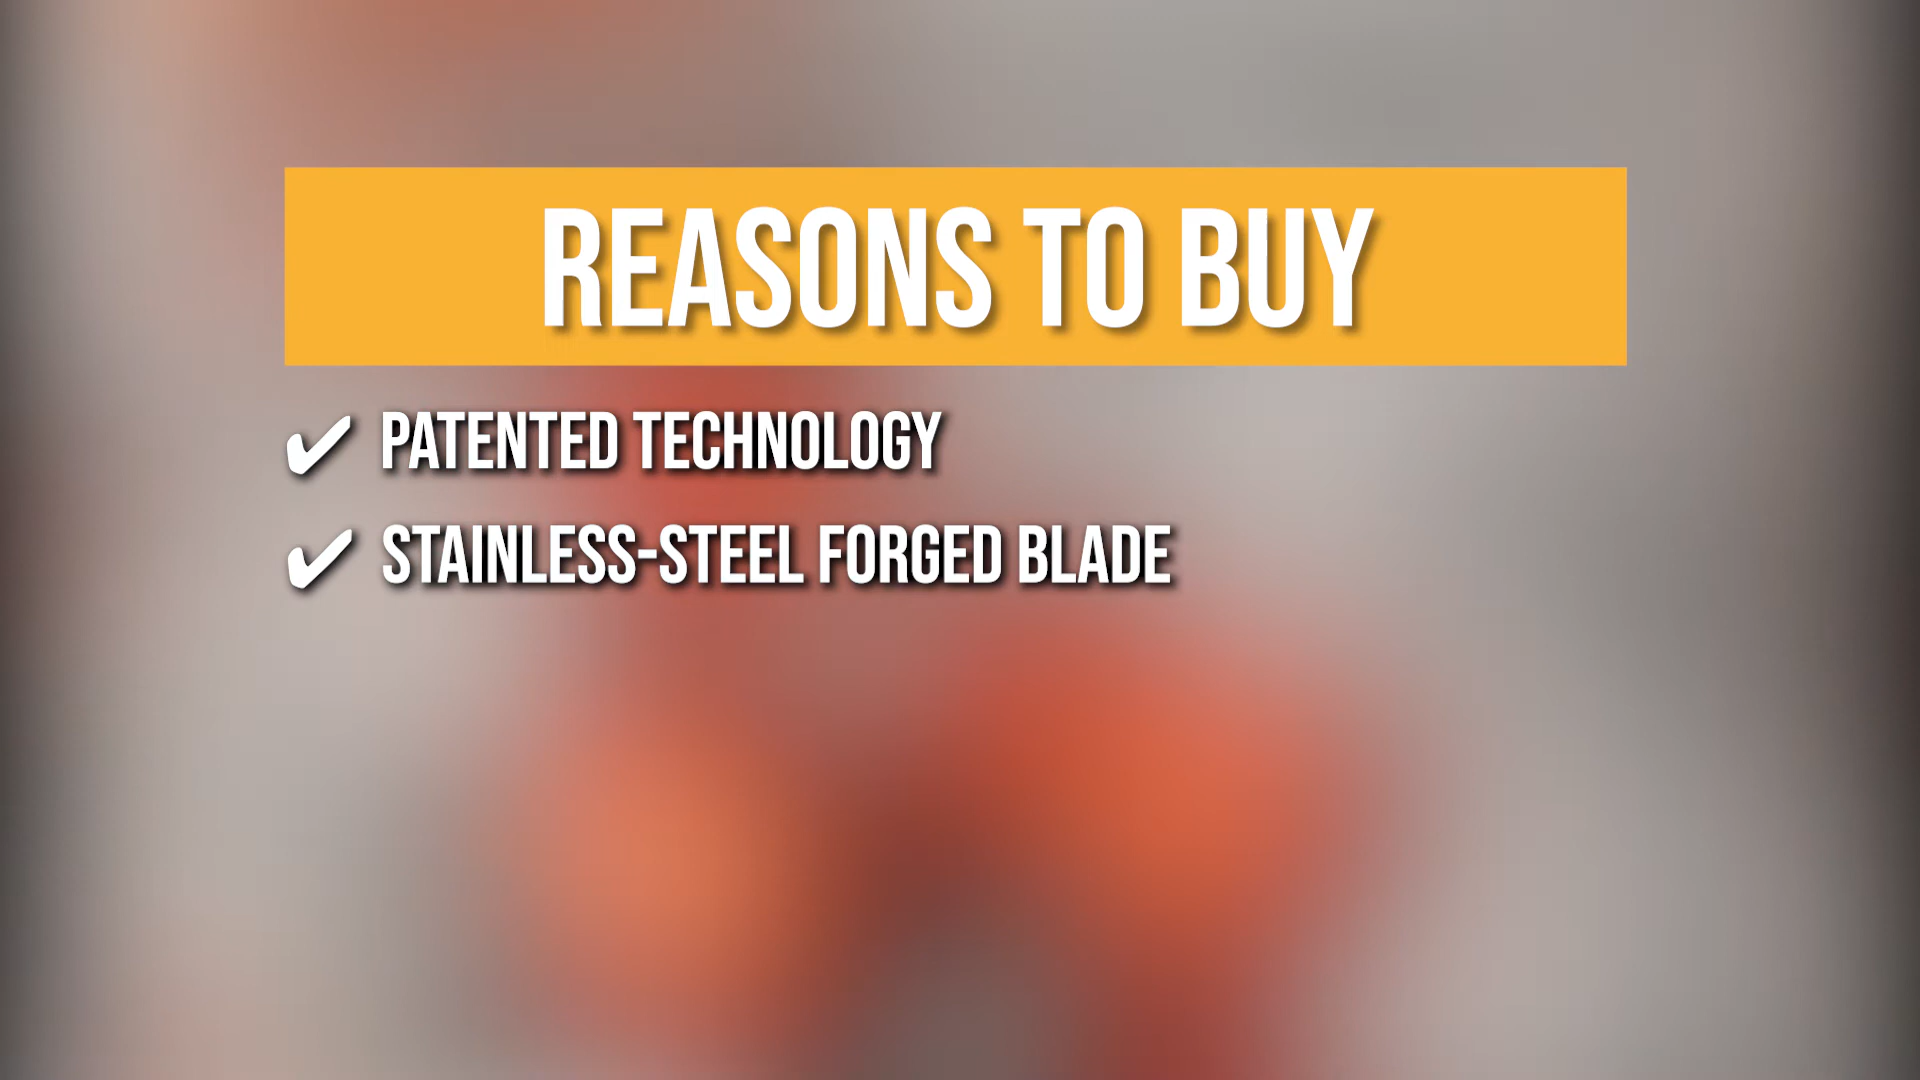 REASONS TO BUY
✔ PATENTED TECHNOLOGY
✔ STAINLESS-STEEL FORGED BLADE